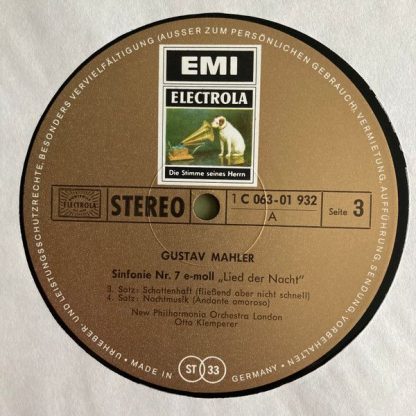 URHEBER- UND LEISTUNGSSCHUTZRECHTE, BESONDERS VERVIELFÄLTIGUNG (AUSSER ZUM PERSÖNLICHEN GEBRAUCH), VERMIETUNG, AUFFÜHRUNG, SENDUNG, VORBEHALTEN
EMI
ELECTROLA
Die Stimme seines Herrn
ELECTROLA
STEREO
1 C 063-01 932
A
Seite 3
GUSTAV MAHLER
Sinfonie Nr. 7 e-moll „Lied der Nacht"
3. Satz: Schattenhaft (fließend aber nicht schnell)
4. Satz: Nachtmusik (Andante amoroso)
New Philharmonia Orchestra London
Otto Klemperer
ST 33
MADE IN GERMANY